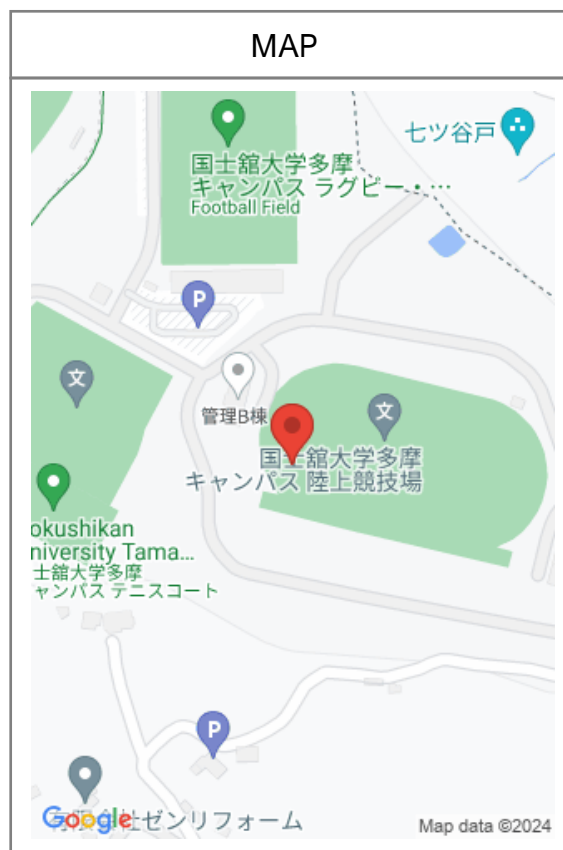 MAP
七ツ谷戸
国士舘大学多摩
キャンパス ラグビー・…
Football Field
P
文
管理B棟
文
国士舘大学多摩
キャンパス 陸上競技場
okushikan
niversity Tama...
士舘大学多摩
ャンパス テニスコート
P
ゼンリフォーム
Google
Map data ©2024